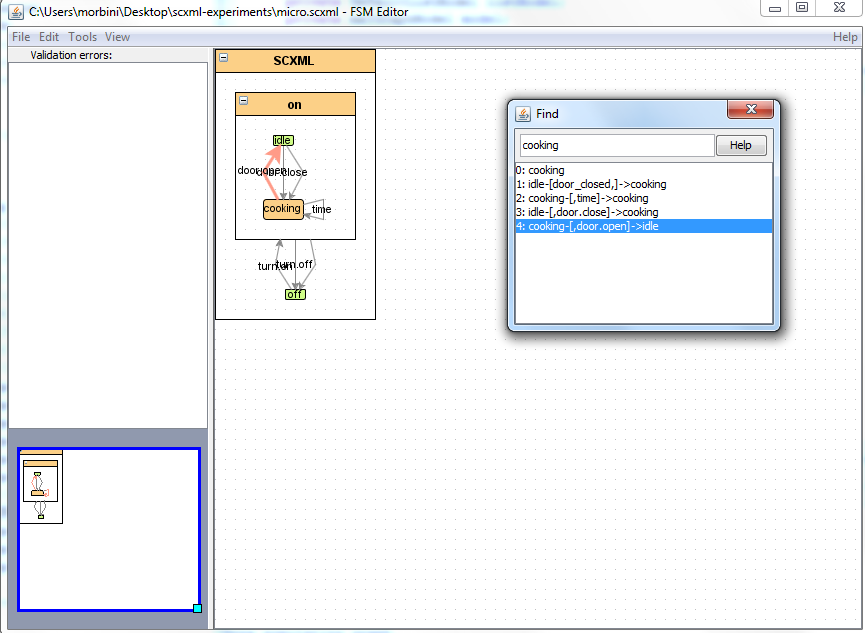 C:\Users\morbini\Desktop\scxml-experiments\micro.scxml - FSM Editor
File Edit Tools View Help
Validation errors:
SCXML
on
idle
door.open
door.close
cooking
time
turn.on
turn.off
off
Find
cooking
Help
0: cooking
1: idle-[door_closed,]->cooking
2: cooking-[,time]->cooking
3: idle-[,door.close]->cooking
4: cooking-[,door.open]->idle